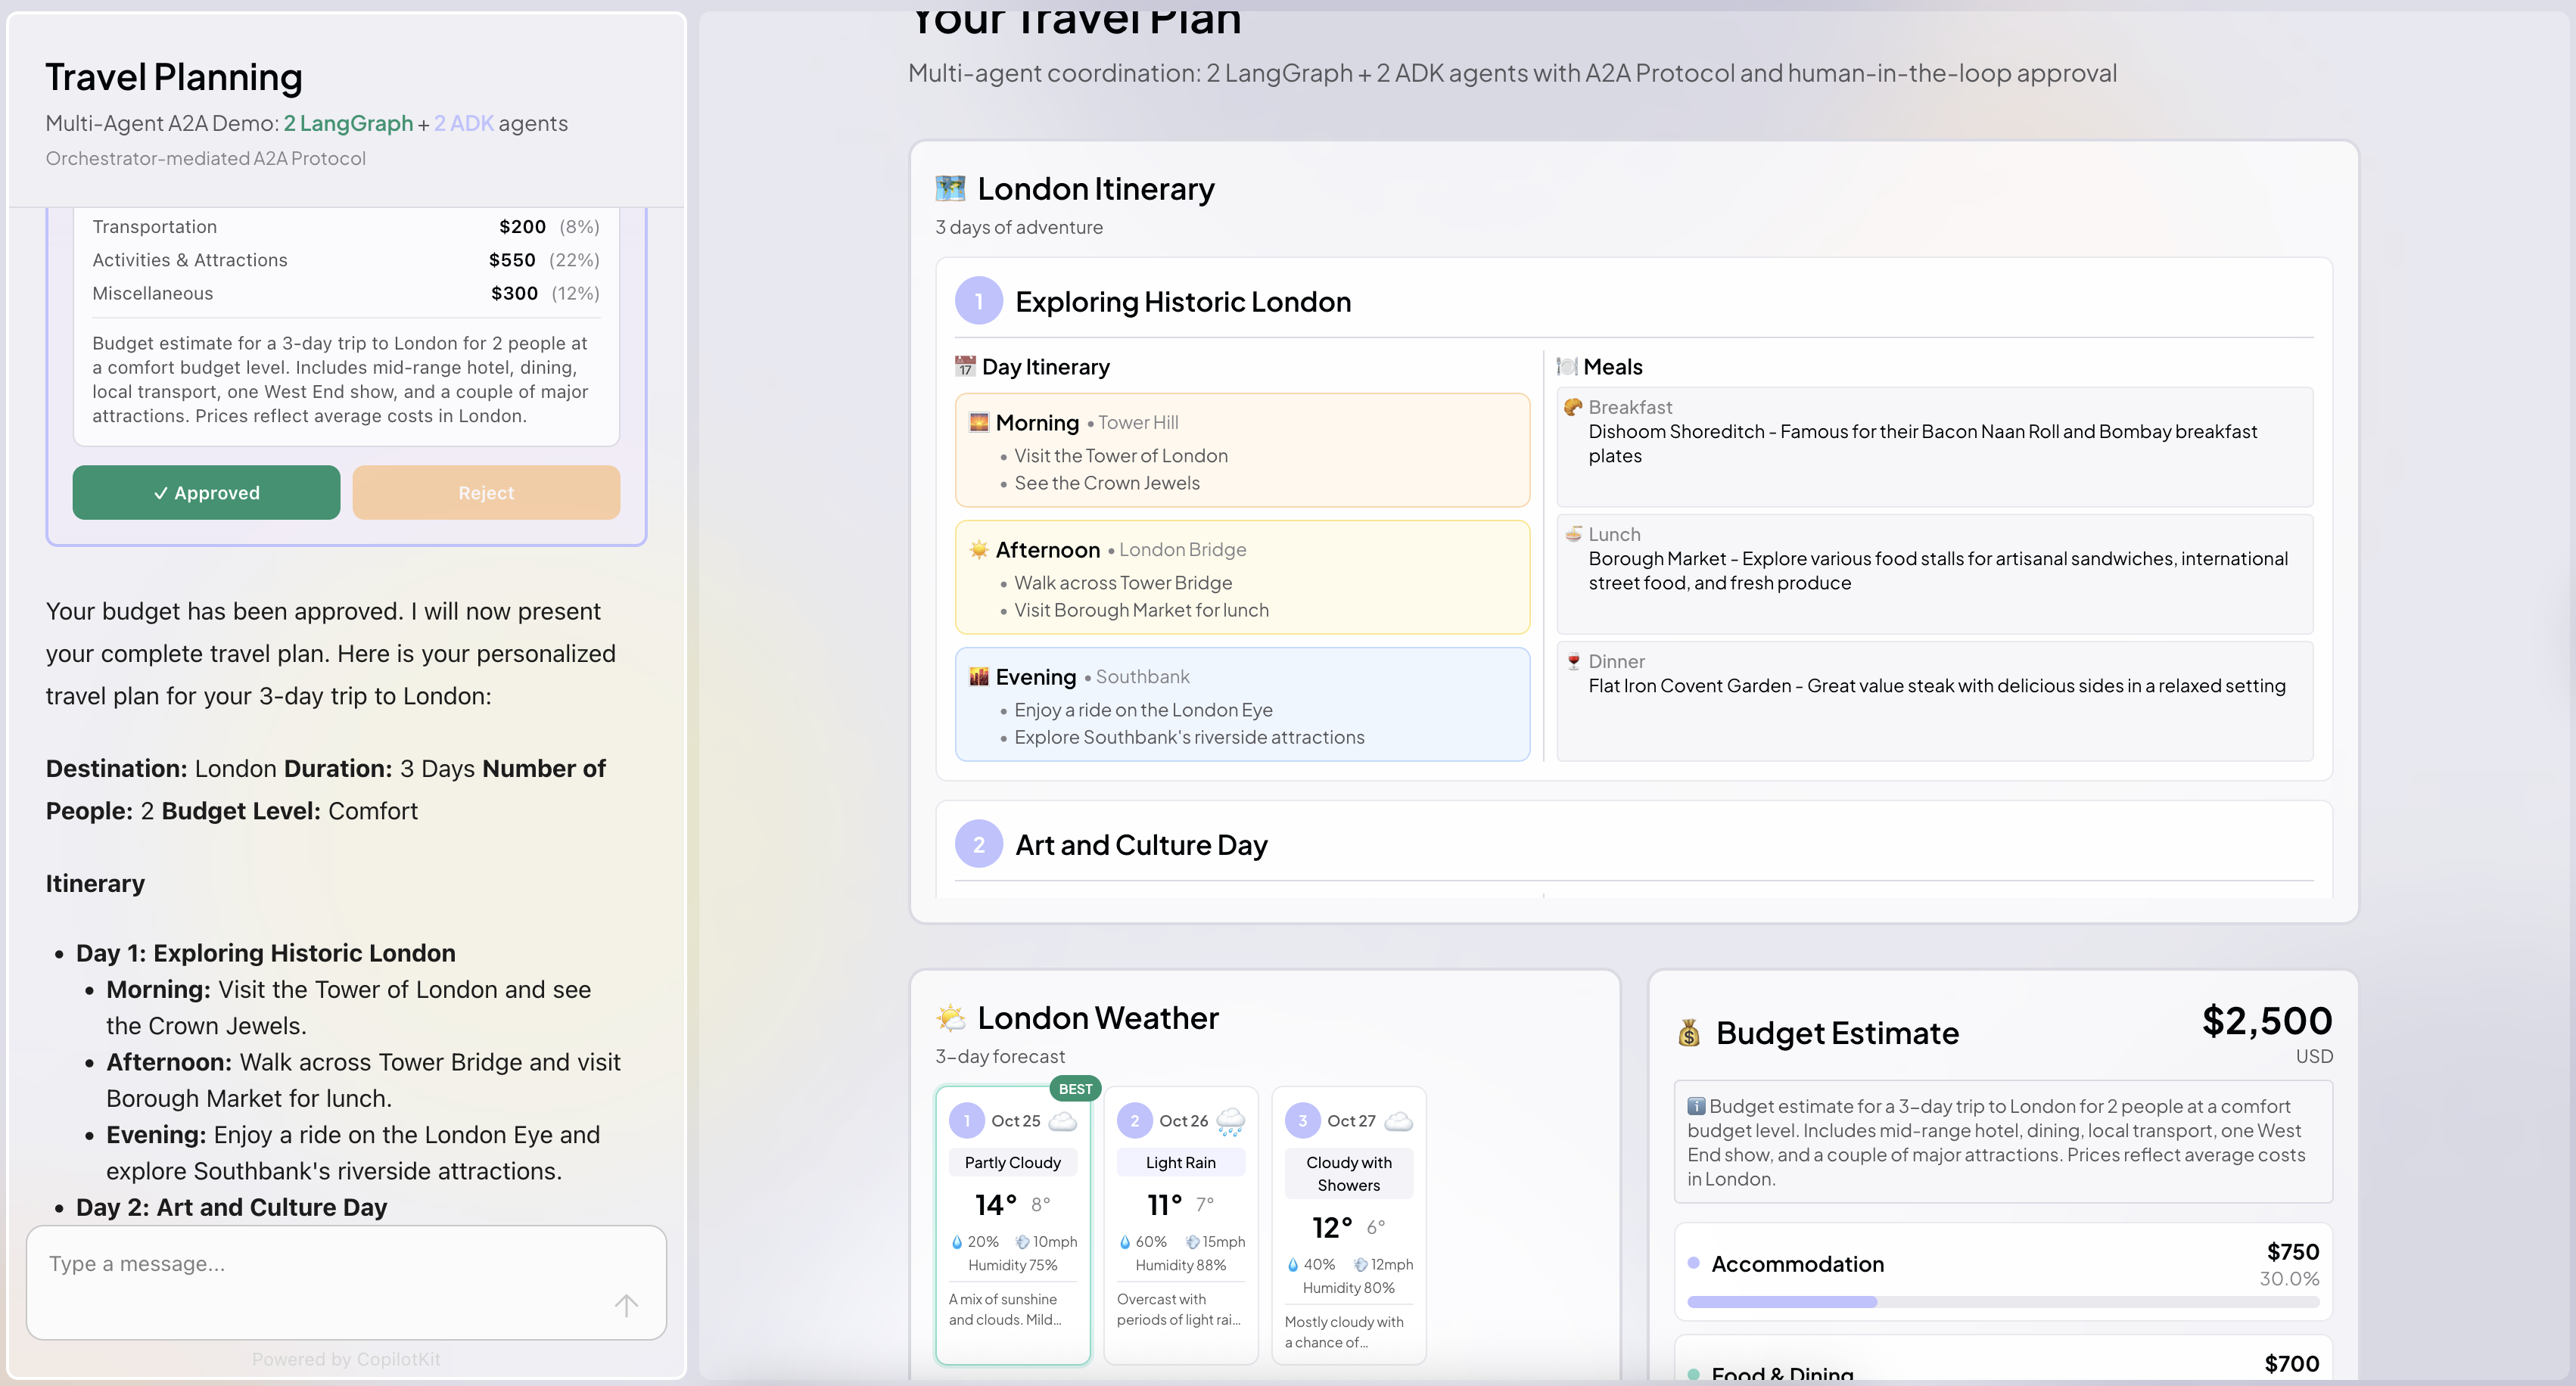 Travel Planning
Multi-Agent A2A Demo: 2 LangGraph + 2 ADK agents
Orchestrator-mediated A2A Protocol
Transportation $200 (8%)
Activities & Attractions $550 (22%)
Miscellaneous $300 (12%)
Budget estimate for a 3-day trip to London for 2 people at
a comfort budget level. Includes mid-range hotel, dining,
local transport, one West End show, and a couple of major
attractions. Prices reflect average costs in London.
✓ Approved
Reject
Your budget has been approved. I will now present
your complete travel plan. Here is your personalized
travel plan for your 3-day trip to London:
Destination: London Duration: 3 Days Number of
People: 2 Budget Level: Comfort
Itinerary
• Day 1: Exploring Historic London
• Morning: Visit the Tower of London and see
the Crown Jewels.
• Afternoon: Walk across Tower Bridge and visit
Borough Market for lunch.
• Evening: Enjoy a ride on the London Eye and
explore Southbank's riverside attractions.
• Day 2: Art and Culture Day
Type a message...
Powered by CopilotKit
Your Travel Plan
Multi-agent coordination: 2 LangGraph + 2 ADK agents with A2A Protocol and human-in-the-loop approval
London Itinerary
3 days of adventure
1 Exploring Historic London
Day Itinerary
Morning • Tower Hill
• Visit the Tower of London
• See the Crown Jewels
Afternoon • London Bridge
• Walk across Tower Bridge
• Visit Borough Market for lunch
Evening • Southbank
• Enjoy a ride on the London Eye
• Explore Southbank's riverside attractions
Meals
Breakfast
Dishoom Shoreditch - Famous for their Bacon Naan Roll and Bombay breakfast
plates
Lunch
Borough Market - Explore various food stalls for artisanal sandwiches, international
street food, and fresh produce
Dinner
Flat Iron Covent Garden - Great value steak with delicious sides in a relaxed setting
2 Art and Culture Day
London Weather
3-day forecast
BEST
1 Oct 25
Partly Cloudy
14° 8°
20% 10mph
Humidity 75%
A mix of sunshine
and clouds. Mild...
2 Oct 26
Light Rain
11° 7°
60% 15mph
Humidity 88%
Overcast with
periods of light rai...
3 Oct 27
Cloudy with
Showers
12° 6°
40% 12mph
Humidity 80%
Mostly cloudy with
a chance of...
Budget Estimate
$2,500
USD
Budget estimate for a 3-day trip to London for 2 people at a comfort
budget level. Includes mid-range hotel, dining, local transport, one West
End show, and a couple of major attractions. Prices reflect average costs
in London.
Accommodation $750
30.0%
Food & Dining $700